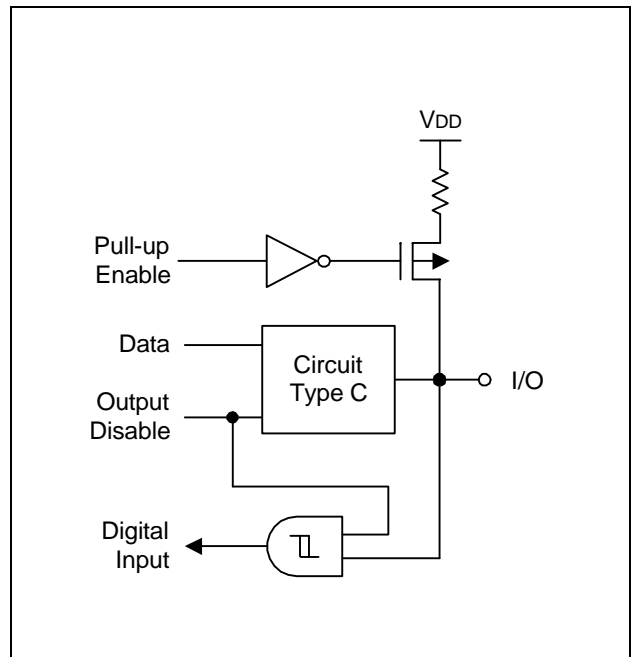 VDD
Pull-up
Enable
Data
Circuit
Type C
I/O
Output
Disable
Digital
Input